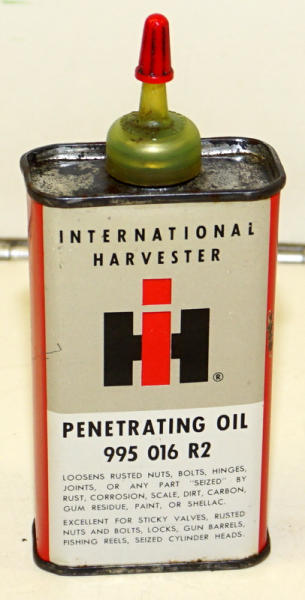 INTERNATIONAL
HARVESTER
IH®
PENETRATING OIL
995 016 R2
LOOSENS RUSTED NUTS, BOLTS, HINGES,
JOINTS, OR ANY PART "SEIZED" BY
RUST, CORROSION, SCALE, DIRT, CARBON,
GUM RESIDUE, PAINT, OR SHELLAC.
EXCELLENT FOR STICKY VALVES, RUSTED
NUTS AND BOLTS, LOCKS, GUN BARRELS,
FISHING REELS, SEIZED CYLINDER HEADS.